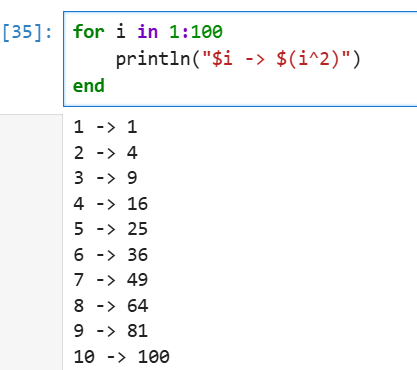 [35]: for i in 1:100
println("$i -> $(i^2)")
end
1 -> 1
2 -> 4
3 -> 9
4 -> 16
5 -> 25
6 -> 36
7 -> 49
8 -> 64
9 -> 81
10 -> 100